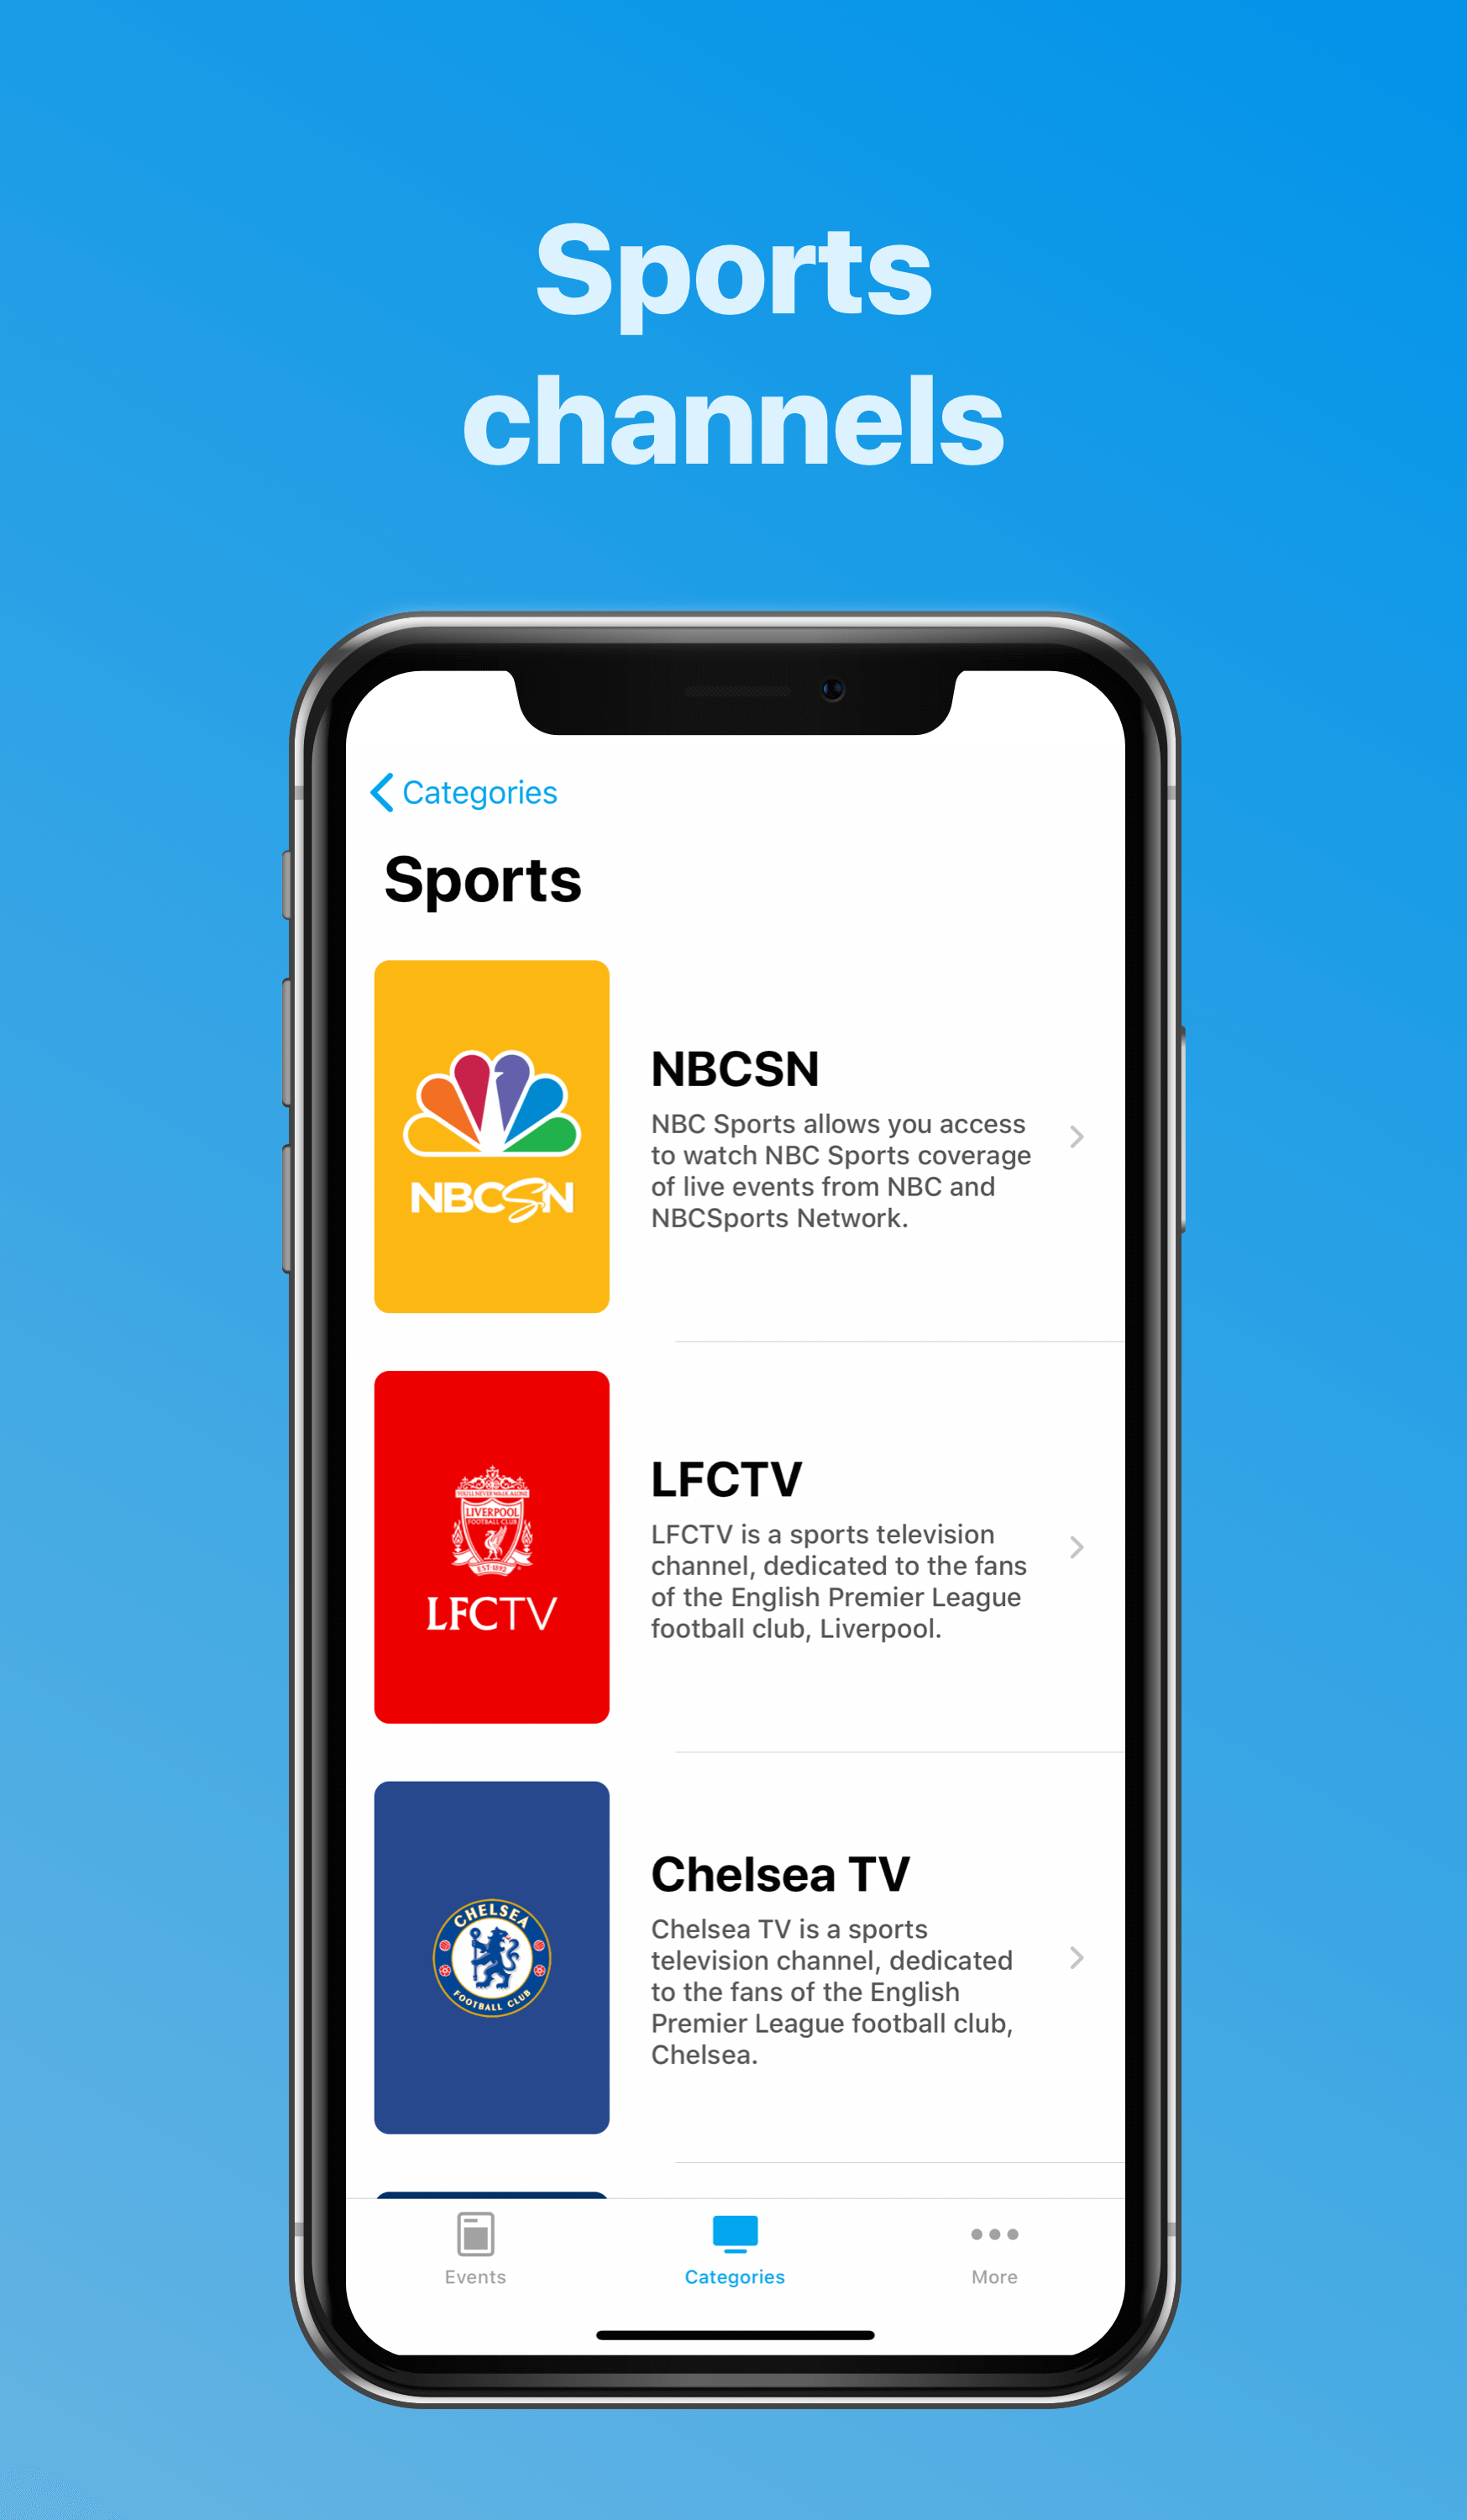 Sports
channels
Categories
Sports
NBCSN
NBCSN
NBC Sports allows you access
to watch NBC Sports coverage
of live events from NBC and
NBCSports Network.
YOU'LL NEVER WALK ALONE
LIVERPOOL
FOOTBALL CLUB
EST·1892
LFCTV
LFCTV
LFCTV is a sports television
channel, dedicated to the fans
of the English Premier League
football club, Liverpool.
CHELSEA
FOOTBALL CLUB
Chelsea TV
Chelsea TV is a sports
television channel, dedicated
to the fans of the English
Premier League football club,
Chelsea.
Events
Categories
More